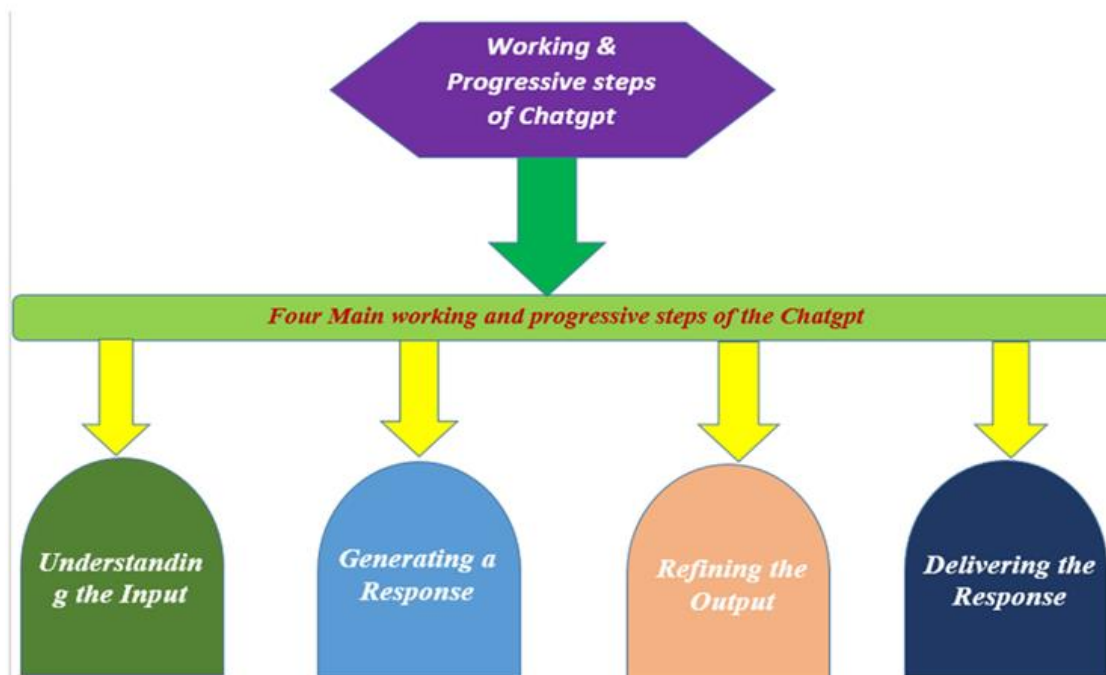 Working &
Progressive steps
of Chatgpt
Four Main working and progressive steps of the Chatgpt
Understandin
g the Input
Generating a
Response
Refining the
Output
Delivering the
Response